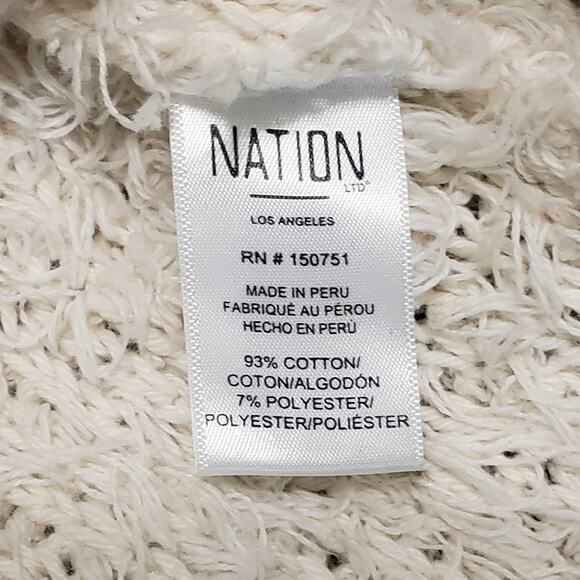 NATION
LTD®
LOS ANGELES
RN # 150751
MADE IN PERU
FABRIQUÉ AU PÉROU
HECHO EN PERÚ
93% COTTON/
COTON/ALGODÓN
7% POLYESTER/
POLYESTER/POLIÉSTER